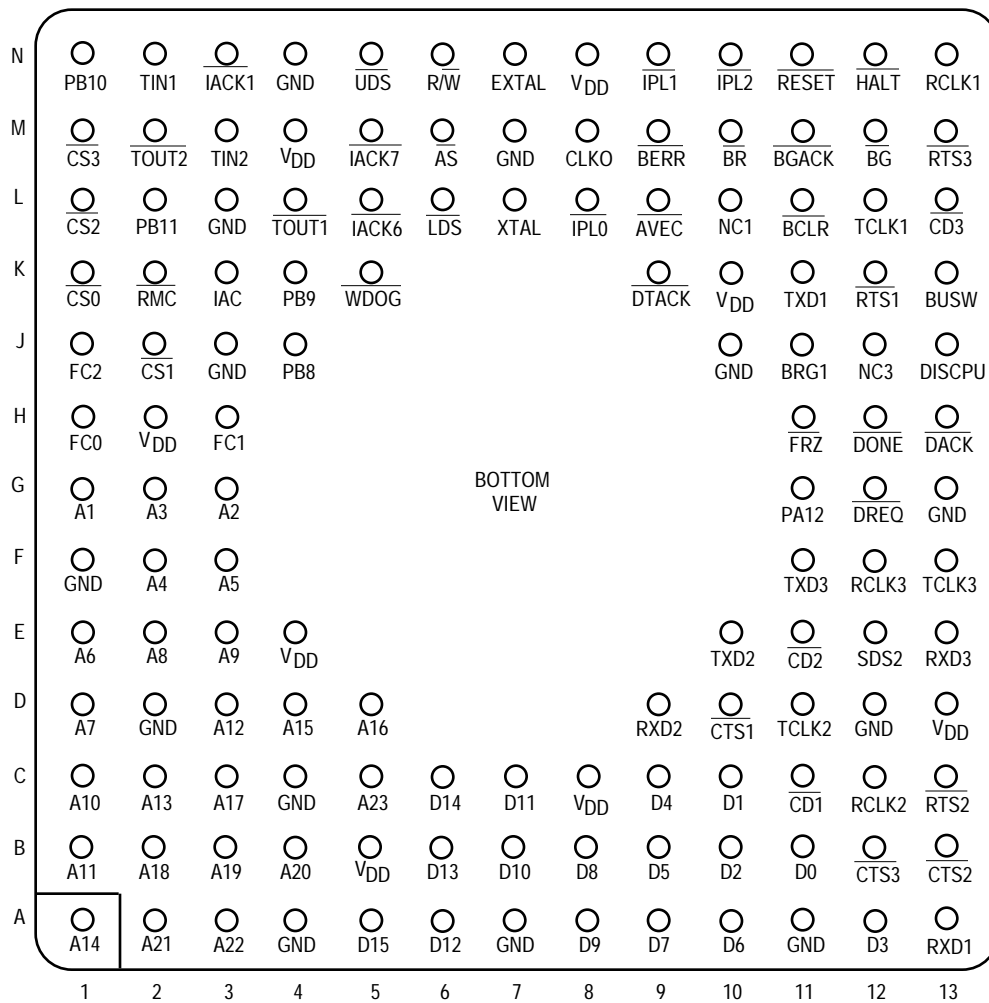 N
PB10 TIN1 IACK1 GND UDS R/W EXTAL VDD IPL1 IPL2 RESET HALT RCLK1
M
CS3 TOUT2 TIN2 VDD IACK7 AS GND CLKO BERR BR BGACK BG RTS3
L
CS2 PB11 GND TOUT1 IACK6 LDS XTAL IPL0 AVEC NC1 BCLR TCLK1 CD3
K
CS0 RMC IAC PB9 WDOG DTACK VDD TXD1 RTS1 BUSW
J
FC2 CS1 GND PB8 GND BRG1 NC3 DISCPU
H
FC0 VDD FC1 FRZ DONE DACK
BOTTOM
VIEW
G
A1 A3 A2 PA12 DREQ GND
F
GND A4 A5 TXD3 RCLK3 TCLK3
E
A6 A8 A9 VDD TXD2 CD2 SDS2 RXD3
D
A7 GND A12 A15 A16 RXD2 CTS1 TCLK2 GND VDD
C
A10 A13 A17 GND A23 D14 D11 VDD D4 D1 CD1 RCLK2 RTS2
B
A11 A18 A19 A20 VDD D13 D10 D8 D5 D2 D0 CTS3 CTS2
A
A14 A21 A22 GND D15 D12 GND D9 D7 D6 GND D3 RXD1
1 2 3 4 5 6 7 8 9 10 11 12 13